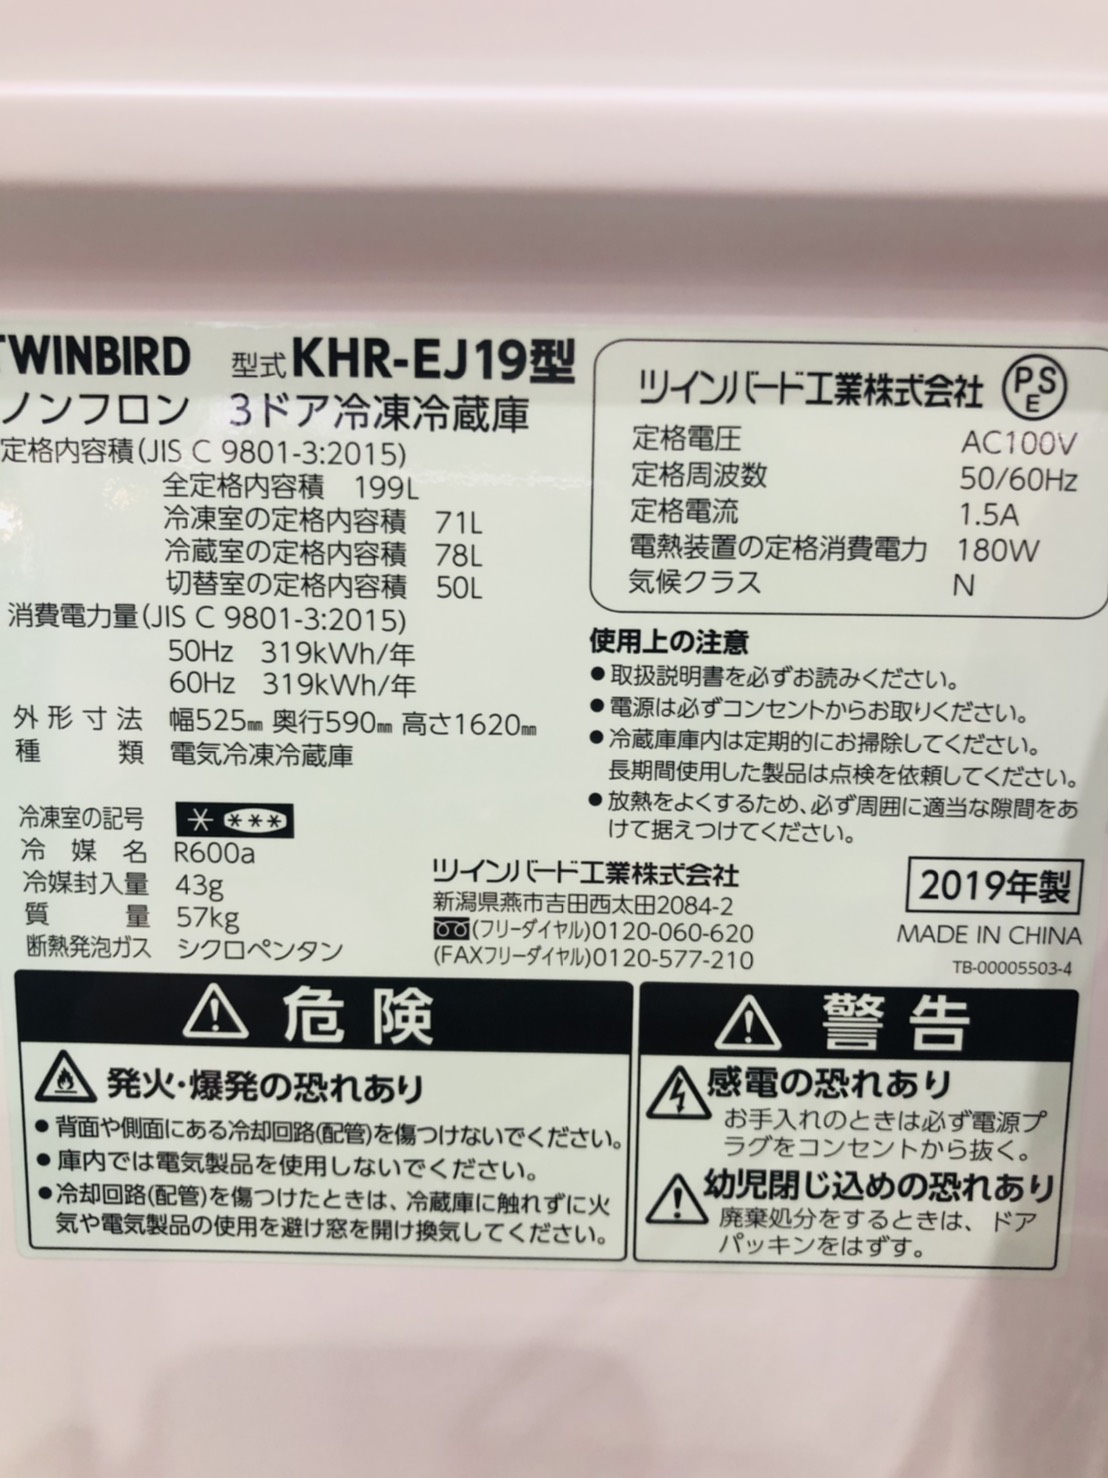 TWINBIRD 型式 KHR-EJ19型
ノンフロン 3ドア冷凍冷蔵庫
定格内容積(JIS C 9801-3:2015)
全定格内容積 199L
冷凍室の定格内容積 71L
冷蔵室の定格内容積 78L
切替室の定格内容積 50L
消費電力量(JIS C 9801-3:2015)
50Hz 319kWh/年
60Hz 319kWh/年
外形寸法 幅525㎜ 奥行590㎜ 高さ1620㎜
種類 電気冷凍冷蔵庫
冷凍室の記号 * ***
冷媒名 R600a
冷媒封入量 43g
質量 57kg
断熱発泡ガス シクロペンタン
ツインバード工業株式会社 PSE
定格電圧 AC100V
定格周波数 50/60Hz
定格電流 1.5A
電熱装置の定格消費電力 180W
気候クラス N
使用上の注意
●取扱説明書を必ずお読みください。
●電源は必ずコンセントからお取りください。
●冷蔵庫庫内は定期的にお掃除してください。
長期間使用した製品は点検を依頼してください。
●放熱をよくするため、必ず周囲に適当な隙間をあ
けて据えつけてください。
ツインバード工業株式会社
新潟県燕市吉田西太田2084-2
(フリーダイヤル)0120-060-620
(FAXフリーダイヤル)0120-577-210
2019年製
MADE IN CHINA
TB-00005503-4
危険
発火・爆発の恐れあり
●背面や側面にある冷却回路(配管)を傷つけないでください。
●庫内では電気製品を使用しないでください。
●冷却回路(配管)を傷つけたときは、冷蔵庫に触れずに火
気や電気製品の使用を避け窓を開け換気してください。
警告
感電の恐れあり
お手入れのときは必ず電源プ
ラグをコンセントから抜く。
幼児閉じ込めの恐れあり
廃棄処分をするときは、ドア
パッキンをはずす。